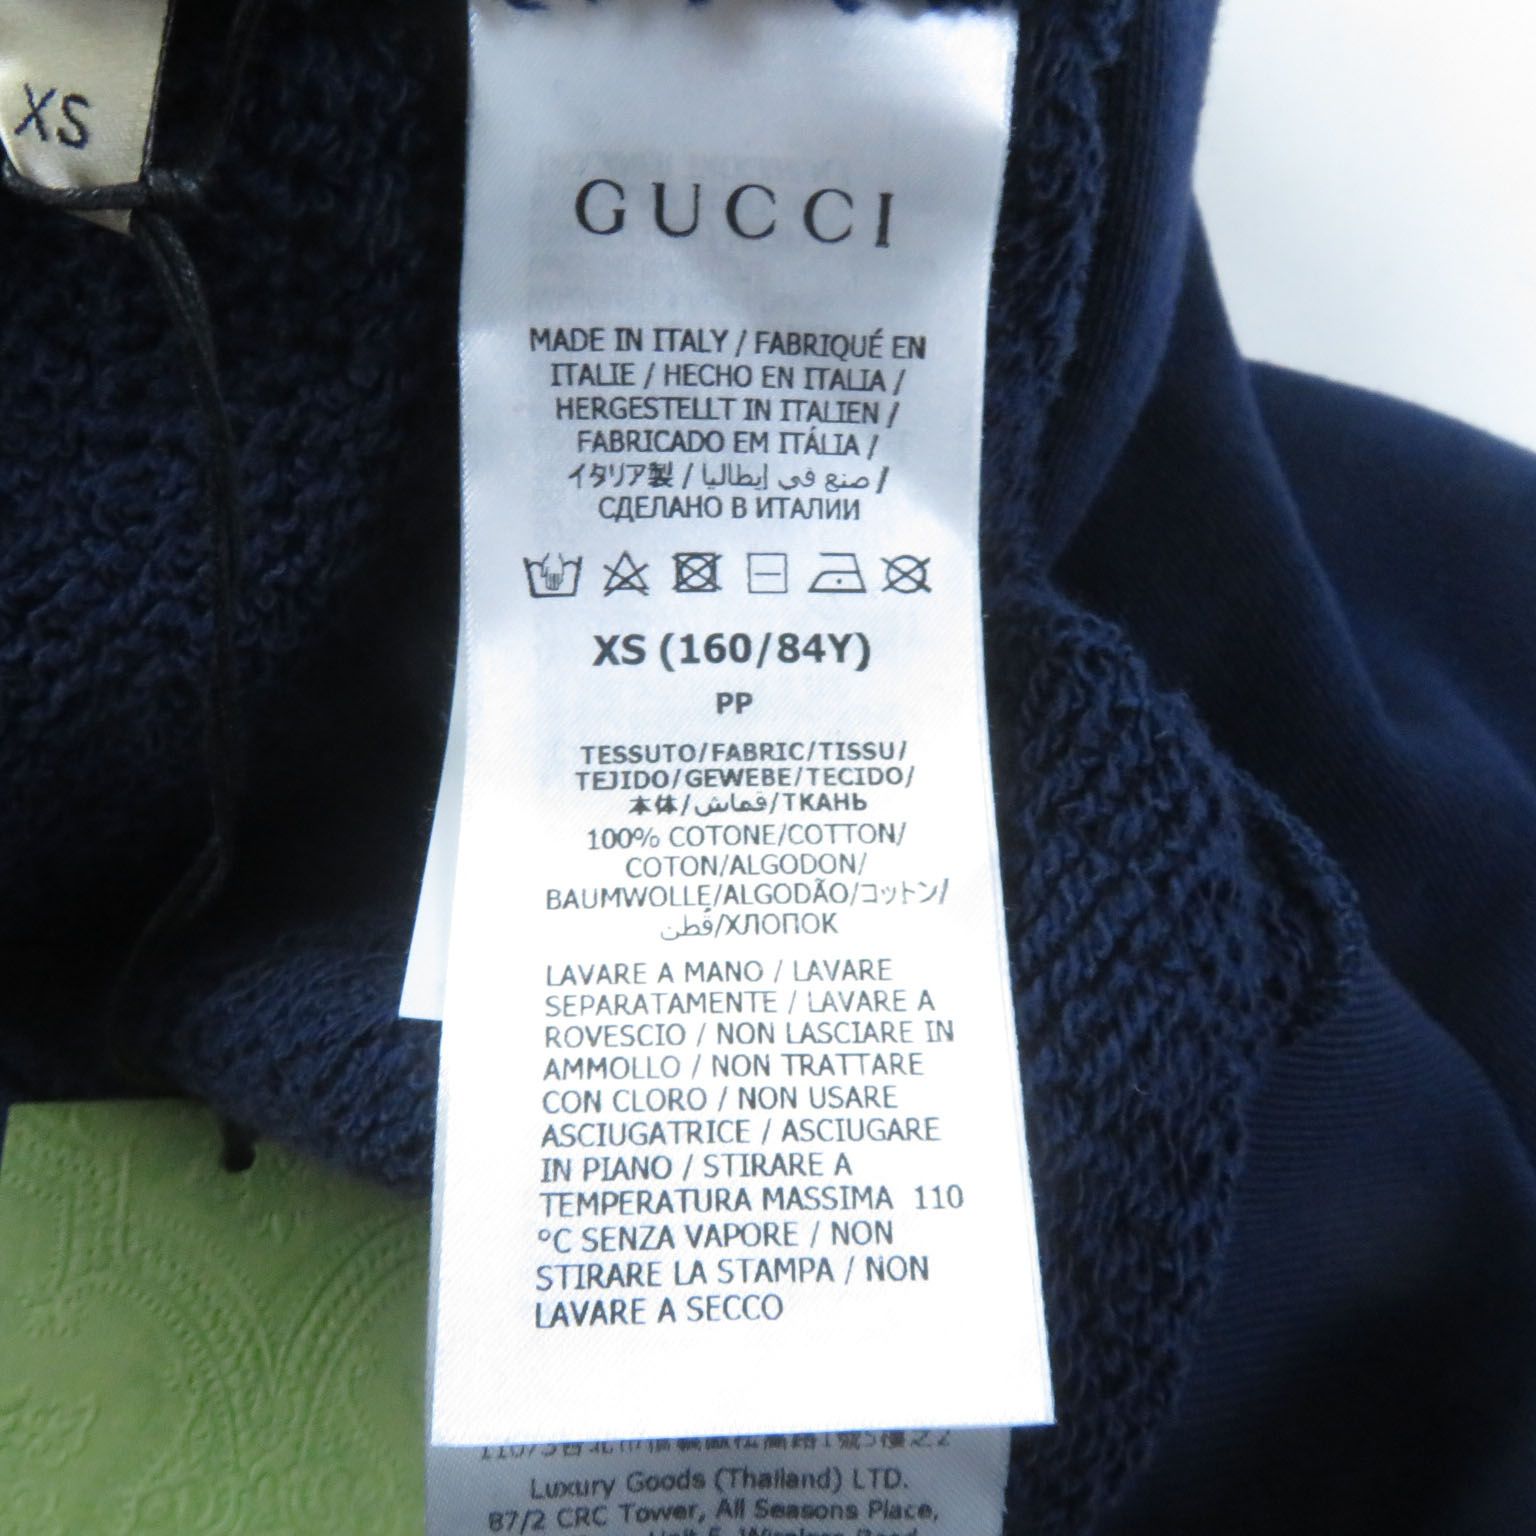 XS
GUCCI
MADE IN ITALY / FABRIQUÉ EN
ITALIE / HECHO EN ITALIA /
HERGESTELLT IN ITALIEN /
FABRICADO EM ITÁLIA /
イタリア製 / صنع في إيطاليا /
СДЕЛАНО В ИТАЛИИ
XS (160/84Y)
PP
TESSUTO/FABRIC/TISSU/
TEJIDO/GEWEBE/TECIDO/
本体/قماش/ТКАНЬ
100% COTONE/COTTON/
COTON/ALGODON/
BAUMWOLLE/ALGODÃO/コットン/
قُطن/ХЛОПОК
LAVARE A MANO / LAVARE
SEPARATAMENTE / LAVARE A
ROVESCIO / NON LASCIARE IN
AMMOLLO / NON TRATTARE
CON CLORO / NON USARE
ASCIUGATRICE / ASCIUGARE
IN PIANO / STIRARE A
TEMPERATURA MASSIMA 110
°C SENZA VAPORE / NON
STIRARE LA STAMPA / NON
LAVARE A SECCO
Luxury Goods (Thailand) LTD.
87/2 CRC Tower, All Seasons Place,